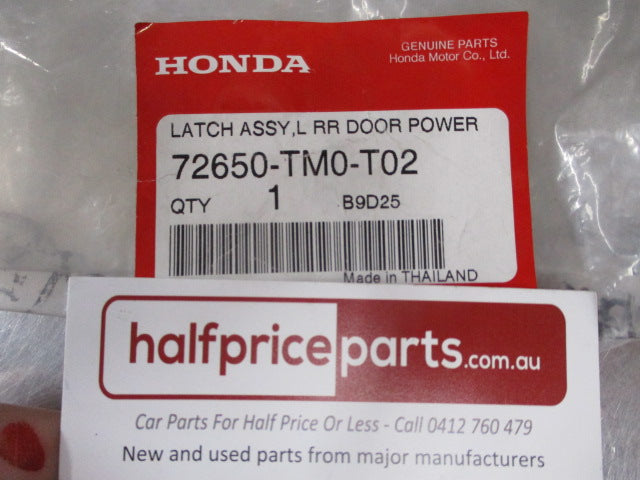 HONDA
GENUINE PARTS
Honda Motor Co., Ltd.
LATCH ASSY,L RR DOOR POWER
72650-TM0-T02
QTY 1 B9D25
Made in THAILAND
halfpriceparts.com.au
Car Parts For Half Price Or Less - Call 0412 760 479
New and used parts from major manufacturers